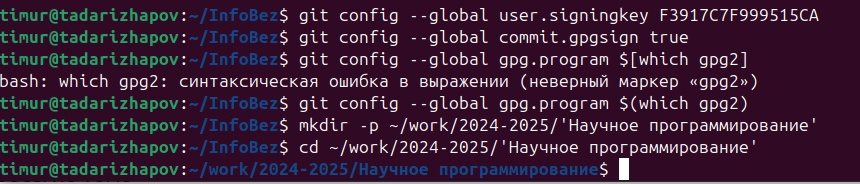 timur@tadarizhapov:~/InfoBez$ git config --global user.signingkey F3917C7F999515CA
timur@tadarizhapov:~/InfoBez$ git config --global commit.gpgsign true
timur@tadarizhapov:~/InfoBez$ git config --global gpg.program $[which gpg2]
bash: which gpg2: синтаксическая ошибка в выражении (неверный маркер «gpg2»)
timur@tadarizhapov:~/InfoBez$ git config --global gpg.program $(which gpg2)
timur@tadarizhapov:~/InfoBez$ mkdir -p ~/work/2024-2025/'Научное программирование'
timur@tadarizhapov:~/InfoBez$ cd ~/work/2024-2025/'Научное программирование'
timur@tadarizhapov:~/work/2024-2025/Научное программирование$